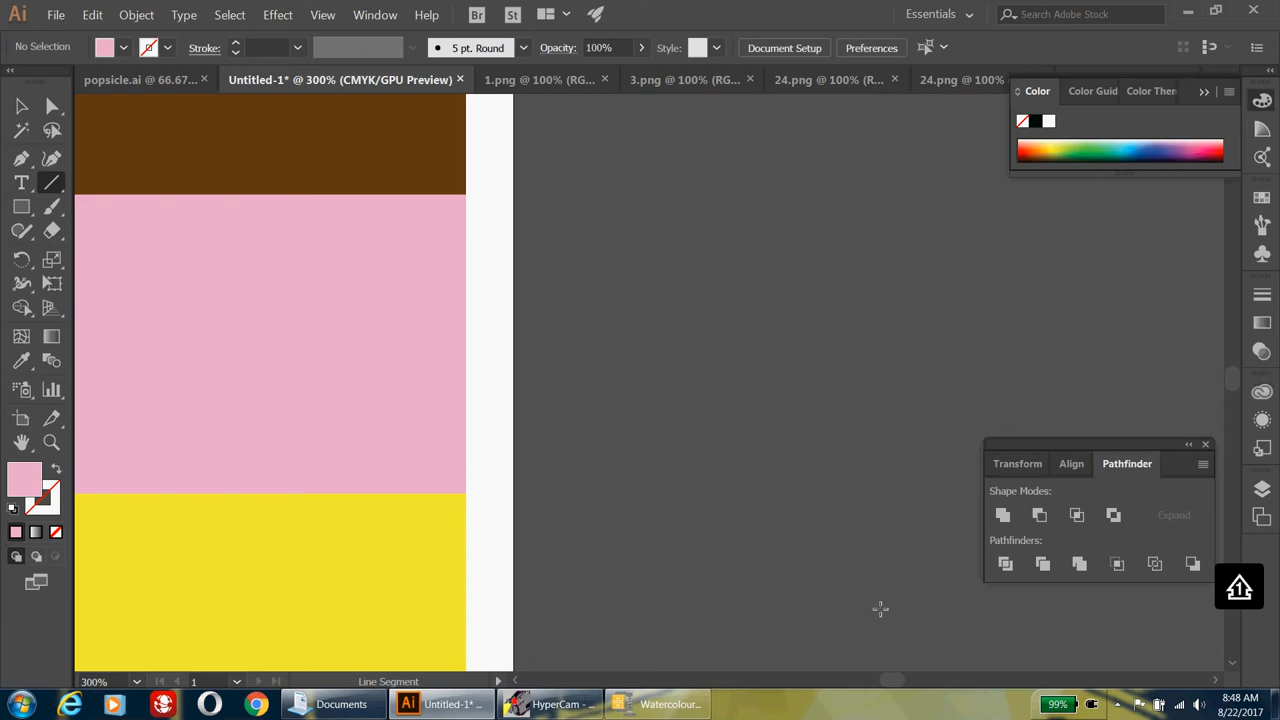 Ai File Edit Object Type Select Effect View Window Help Br St Essentials Search Adobe Stock
No Selection Stroke: 5 pt. Round Opacity: 100% Style: Document Setup Preferences
popsicle.ai @ 66.67... × Untitled-1* @ 300% (CMYK/GPU Preview) × 1.png @ 100% (RG... × 3.png @ 100% (RG... × 24.png @ 100% (R... × 24.png @ 100%
Color Color Guid Color Ther
Transform Align Pathfinder
Shape Modes:
Expand
Pathfinders:
1
300% 1 Line Segment
Documents Ai Untitled-1* ... HyperCam - ... Watercolour... 99% 8:48 AM
8/22/2017